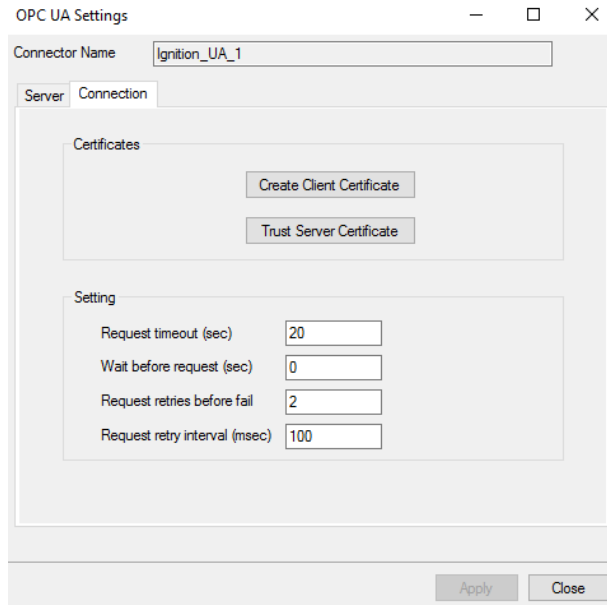 OPC UA Settings
Connector Name Ignition_UA_1
Server Connection
Certificates
Create Client Certificate
Trust Server Certificate
Setting
Request timeout (sec) 20
Wait before request (sec) 0
Request retries before fail 2
Request retry interval (msec) 100
Apply Close